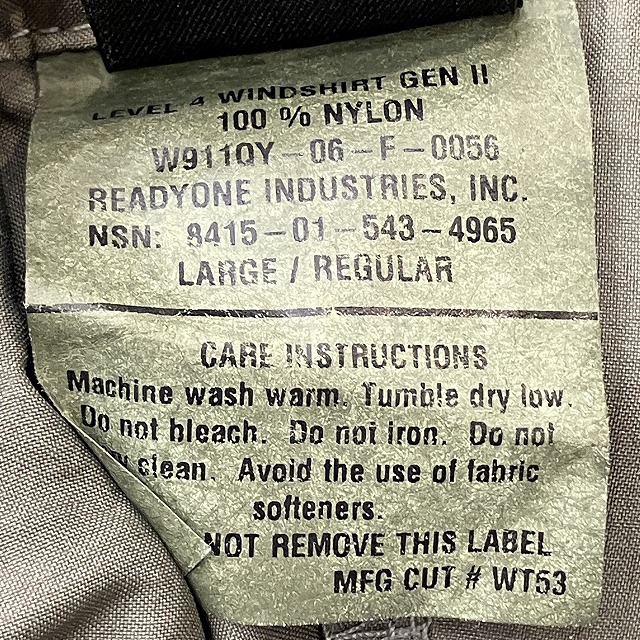 LEVEL 4 WINDSHIRT GEN II
100 % NYLON
W911QY-06-F-0056
READYONE INDUSTRIES, INC.
NSN: 8415-01-543-4965
LARGE / REGULAR
CARE INSTRUCTIONS
Machine wash warm. Tumble dry low.
Do not bleach. Do not iron. Do not
clean. Avoid the use of fabric
softeners.
NOT REMOVE THIS LABEL
MFG CUT # WT53